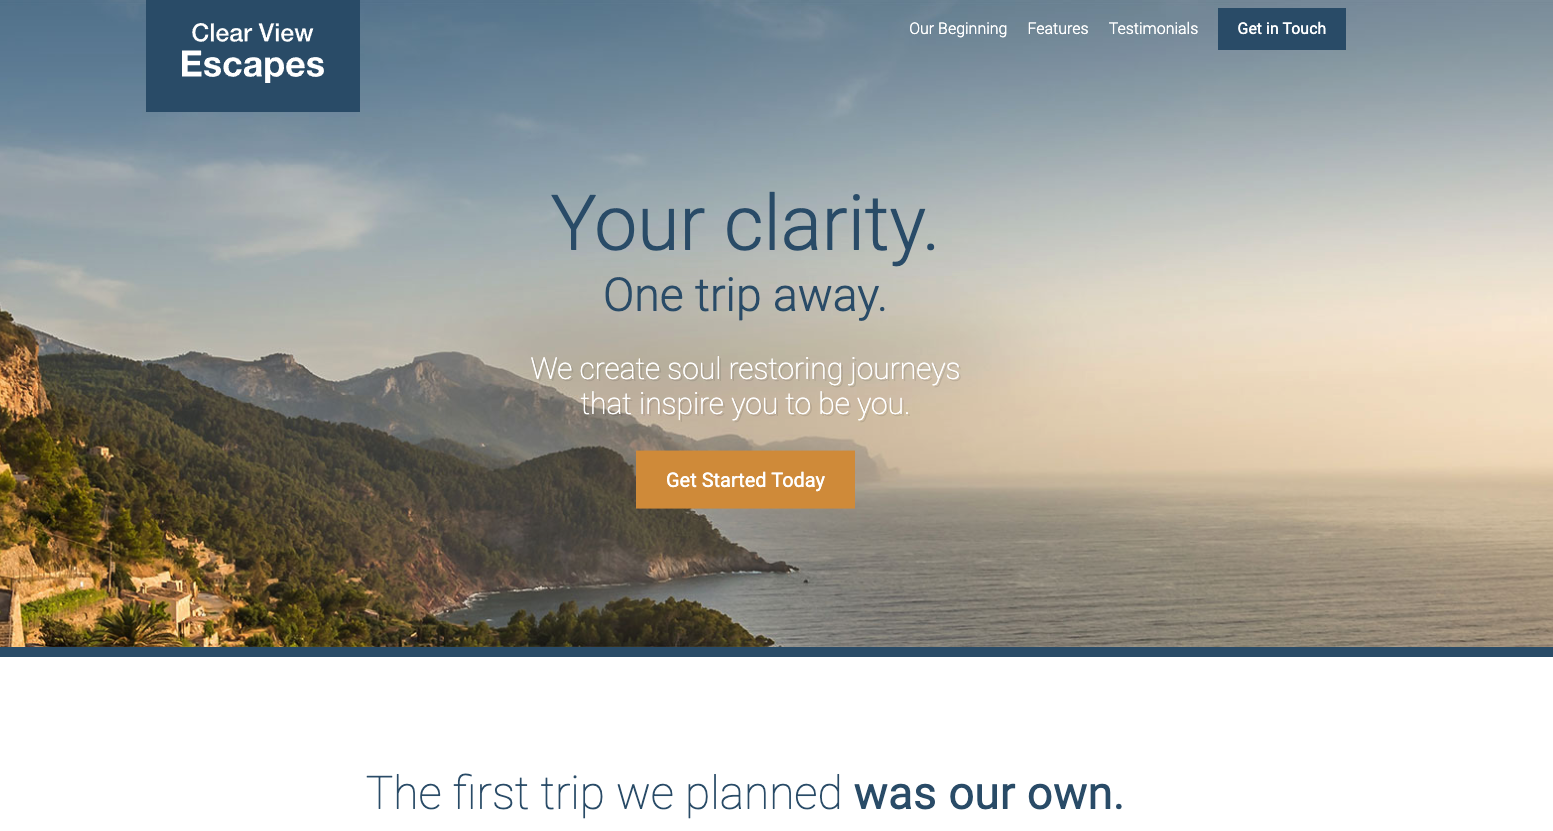 Clear View
Escapes
Our Beginning
Features
Testimonials
Get in Touch
Your clarity.
One trip away.
We create soul restoring journeys
that inspire you to be you.
Get Started Today
The first trip we planned was our own.